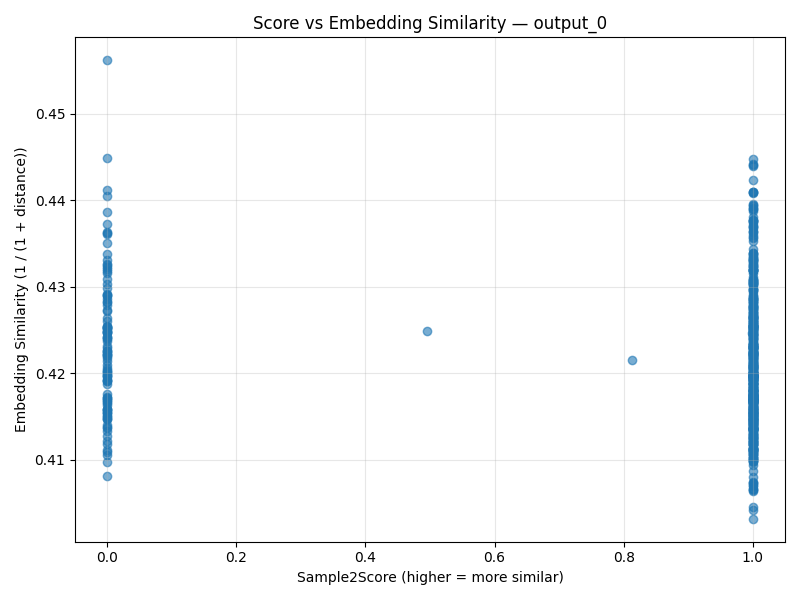 Score vs Embedding Similarity — output_0
Embedding Similarity (1 / (1 + distance))
0.45
0.44
0.43
0.42
0.41
0.0 0.2 0.4 0.6 0.8 1.0
Sample2Score (higher = more similar)